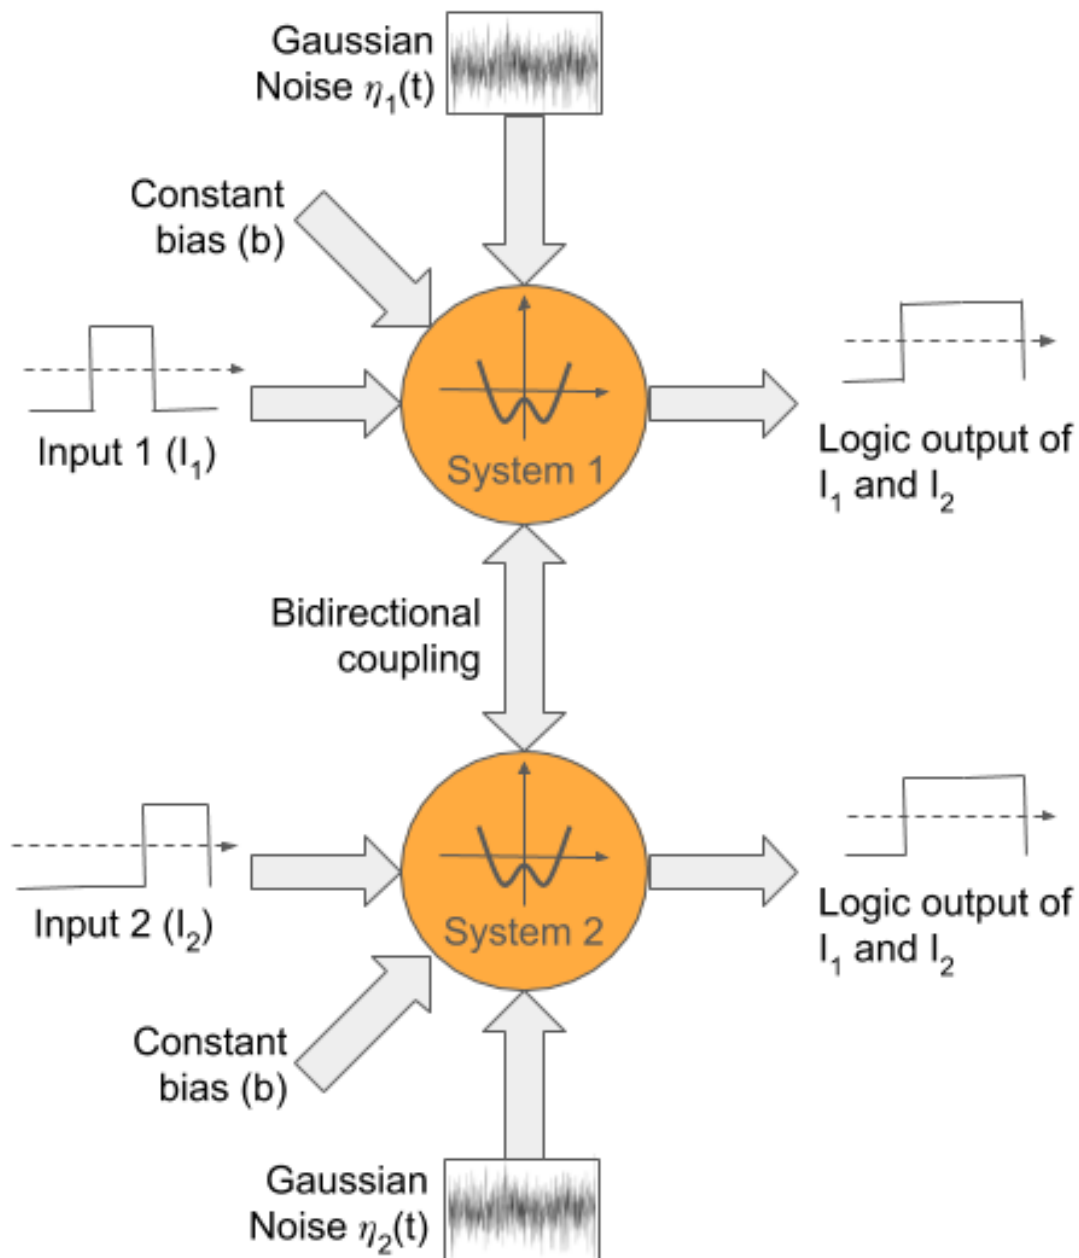 Gaussian
Noise η₁(t)
Constant
bias (b)
Input 1 (I₁)
System 1
Logic output of
I₁ and I₂
Bidirectional
coupling
Input 2 (I₂)
System 2
Logic output of
I₁ and I₂
Constant
bias (b)
Gaussian
Noise η₂(t)